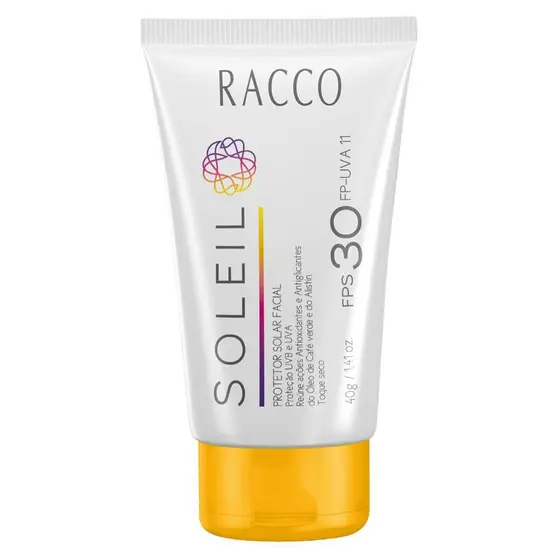 RACCO
SOLEIL
PROTETOR SOLAR FACIAL
Proteção UVB e UVA
Reúne ações Antioxidantes e Antiglicantes
do Óleo de Café verde e do Alistin
Toque seco
FPS 30 FP-UVA 11
40g / 1.41 oz